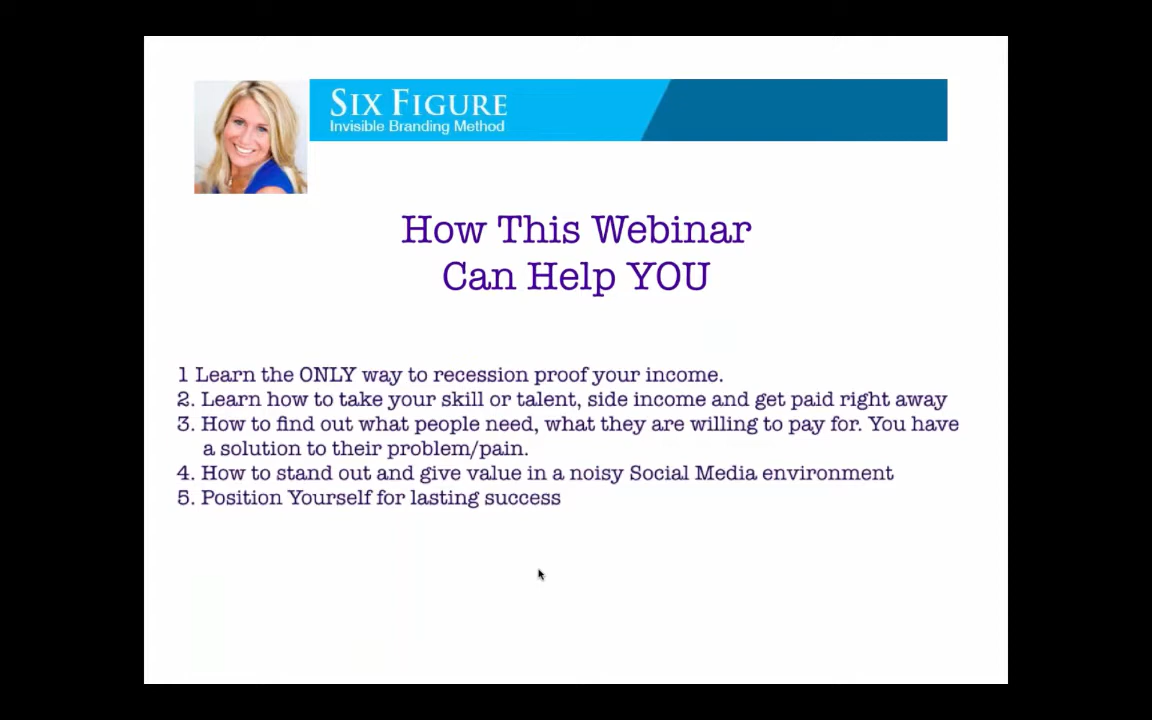 SIX FIGURE
Invisible Branding Method
How This Webinar
Can Help YOU
1 Learn the ONLY way to recession proof your income.
2. Learn how to take your skill or talent, side income and get paid right away
3. How to find out what people need, what they are willing to pay for. You have
a solution to their problem/pain.
4. How to stand out and give value in a noisy Social Media environment
5. Position Yourself for lasting success